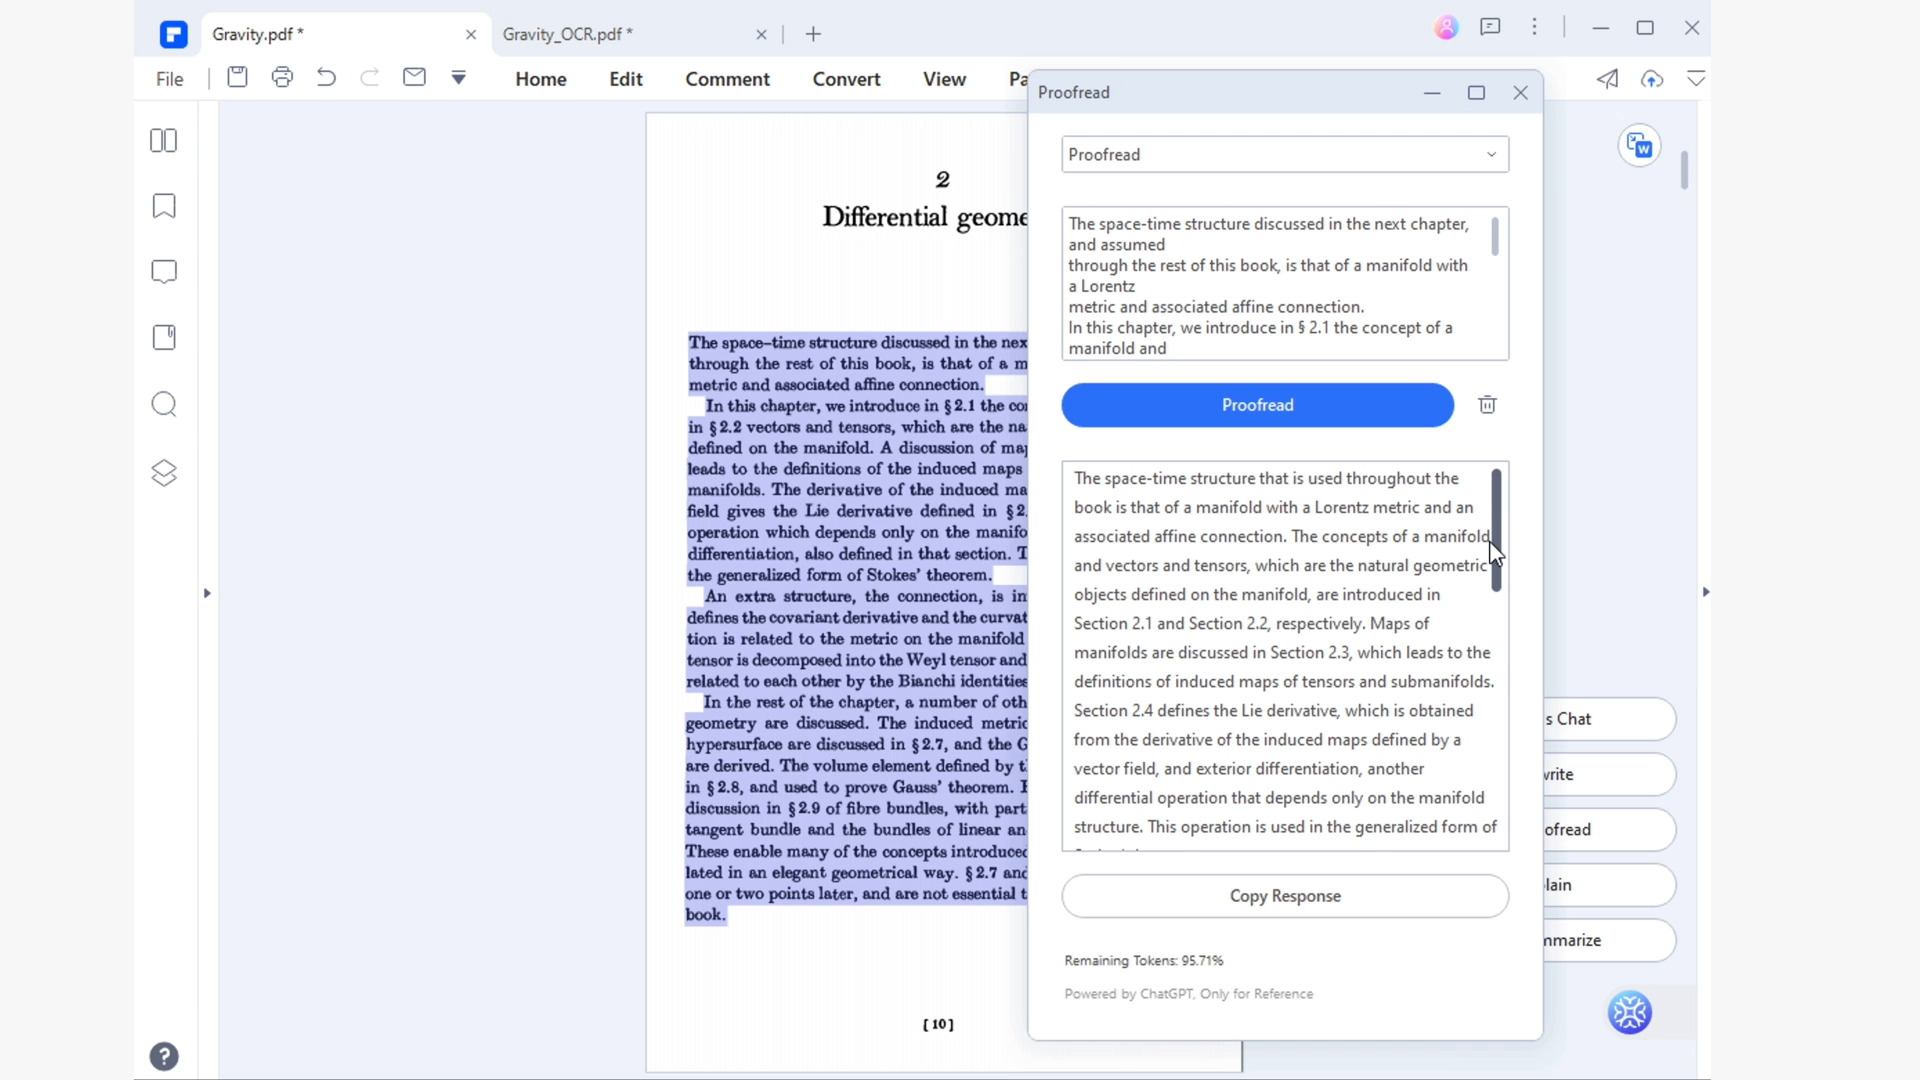 Gravity.pdf *
Gravity_OCR.pdf *
File
Home
Edit
Comment
Convert
View
2
Differential
The space–time structure discussed in the
through the rest of this book, is that of a
metric and associated affine connection.
In this chapter, we introduce in § 2.1 the
in § 2.2 vectors and tensors, which are the
defined on the manifold. A discussion of
leads to the definitions of the induced maps
manifolds. The derivative of the induced
field gives the Lie derivative defined in
operation which depends only on the
differentiation, also defined in that section.
the generalized form of Stokes' theorem.
An extra structure, the connection, is
defines the covariant derivative and the
tion is related to the metric on the manifold
tensor is decomposed into the Weyl tensor and
related to each other by the Bianchi identities
In the rest of the chapter, a number of
geometry are discussed. The induced
hypersurface are discussed in § 2.7, and the
are derived. The volume element defined by
in § 2.8, and used to prove Gauss' theorem.
discussion in § 2.9 of fibre bundles, with
tangent bundle and the bundles of linear
These enable many of the concepts
lated in an elegant geometrical way. § 2.7
one or two points later, and are not essential
book.
[ 10 ]
Proofread
Proofread
The space-time structure discussed in the next chapter,
and assumed
through the rest of this book, is that of a manifold with
a Lorentz
metric and associated affine connection.
In this chapter, we introduce in § 2.1 the concept of a
manifold and
Proofread
The space-time structure that is used throughout the
book is that of a manifold with a Lorentz metric and an
associated affine connection. The concepts of a manifold
and vectors and tensors, which are the natural geometric
objects defined on the manifold, are introduced in
Section 2.1 and Section 2.2, respectively. Maps of
manifolds are discussed in Section 2.3, which leads to the
definitions of induced maps of tensors and submanifolds.
Section 2.4 defines the Lie derivative, which is obtained
from the derivative of the induced maps defined by a
vector field, and exterior differentiation, another
differential operation that depends only on the manifold
structure. This operation is used in the generalized form of
Copy Response
Remaining Tokens: 95.71%
Powered by ChatGPT, Only for Reference
s Chat
write
ofread
lain
mmarize
W
?